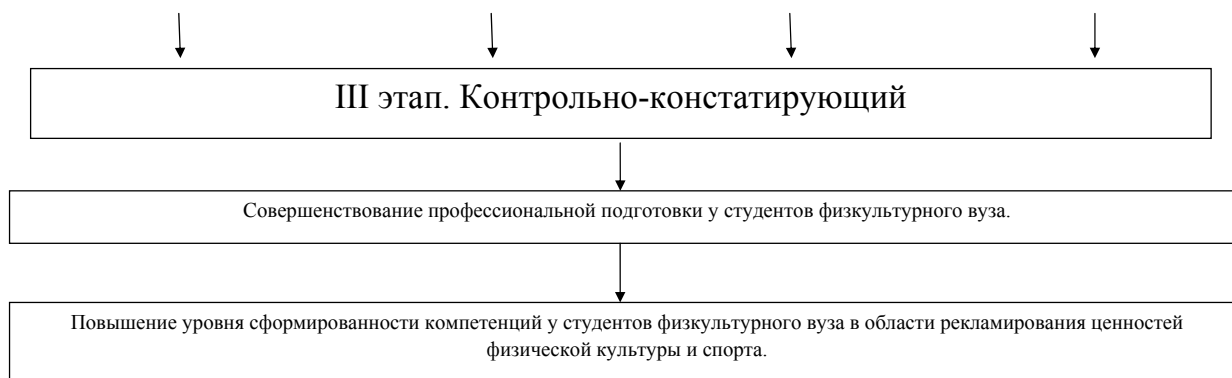 III этап. Контрольно-констатирующий
Совершенствование профессиональной подготовки у студентов физкультурного вуза.
Повышение уровня сформированности компетенций у студентов физкультурного вуза в области рекламирования ценностей
физической культуры и спорта.